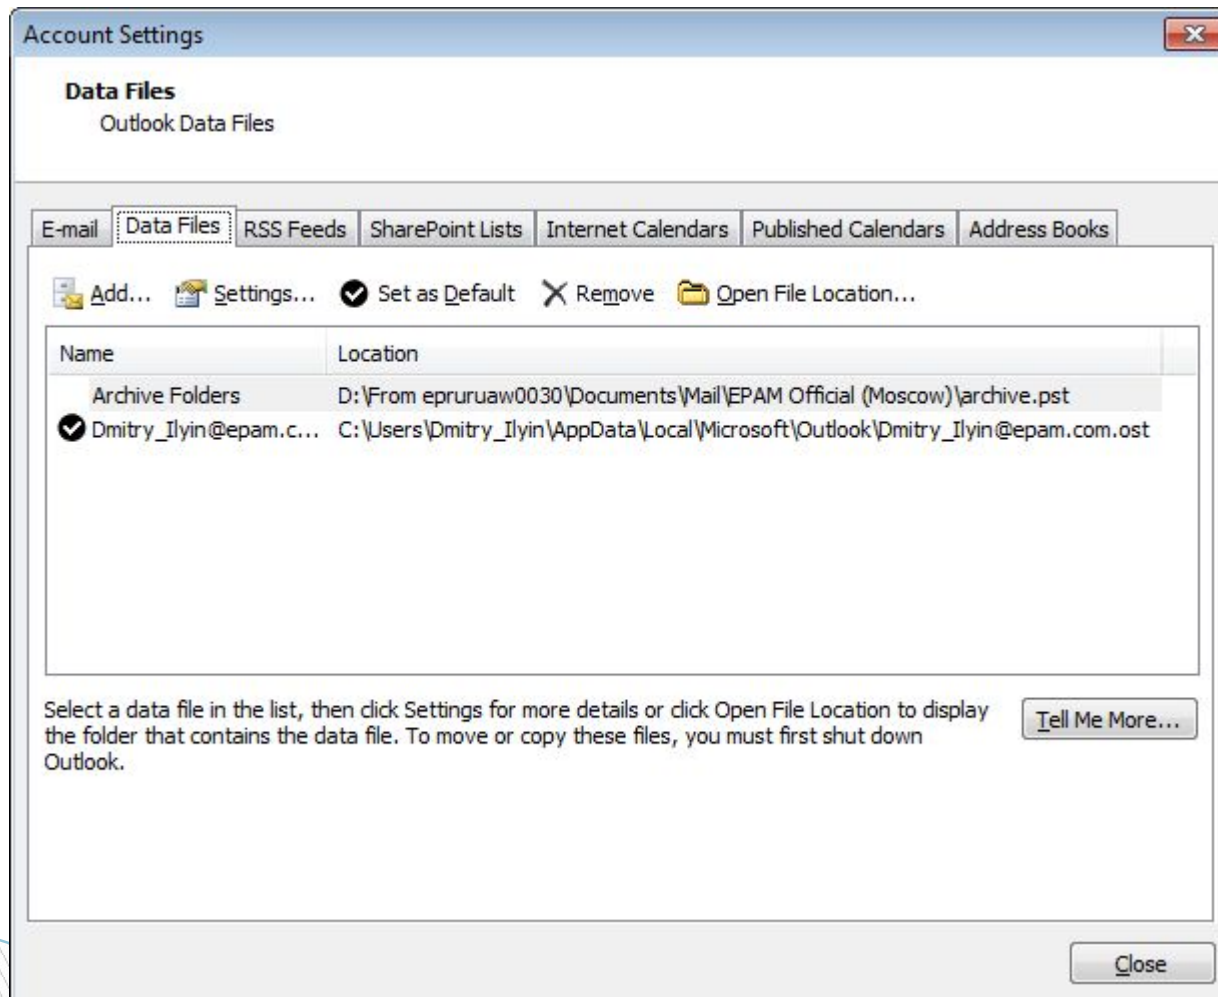 Account Settings
Data Files
Outlook Data Files
E-mail Data Files RSS Feeds SharePoint Lists Internet Calendars Published Calendars Address Books
Add... Settings... Set as Default Remove Open File Location...
Name Location
Archive Folders D:\From epruruaw0030\Documents\Mail\EPAM Official (Moscow)\archive.pst
Dmitry_Ilyin@epam.c... C:\Users\Dmitry_Ilyin\AppData\Local\Microsoft\Outlook\Dmitry_Ilyin@epam.com.ost
Select a data file in the list, then click Settings for more details or click Open File Location to display
the folder that contains the data file. To move or copy these files, you must first shut down
Outlook.
Tell Me More...
Close